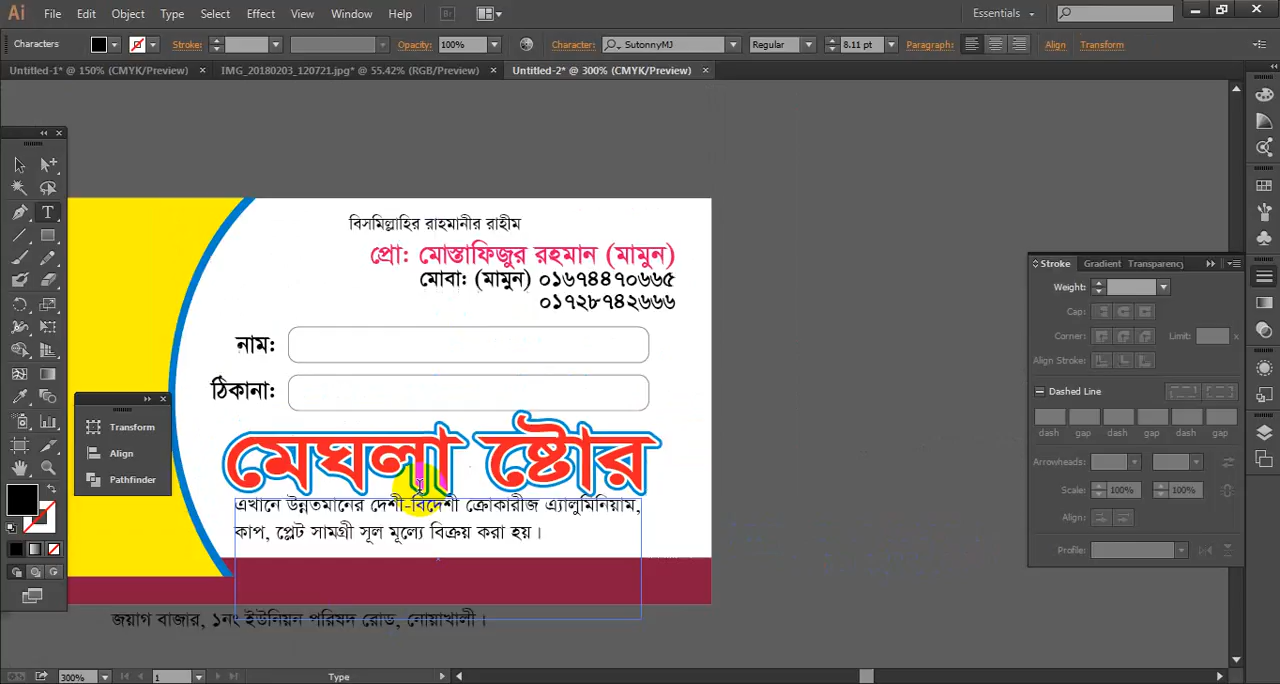 Ai File Edit Object Type Select Effect View Window Help Br Essentials
Characters Stroke: Opacity: 100% Character: SutonnyMJ Regular 8.11 pt Paragraph: Align Transform
Untitled-1* @ 150% (CMYK/Preview) × IMG_20180203_120721.jpg* @ 55.42% (RGB/Preview) × Untitled-2* @ 300% (CMYK/Preview) ×
বিসমিল্লাহির রাহমানীর রাহীম
প্রো: মোস্তাফিজুর রহমান (মামুন)
মোবা: (মামুন) ০১৬৭৪৪৭০৬৬৫
০১৭২৮৭৪২৬৬৬
নাম:
ঠিকানা:
মেঘলা ষ্টোর
এখানে উন্নতমানের দেশী-বিদেশী ক্রোকারীজ এ্যালুমিনিয়াম,
কাপ, প্লেট সামগ্রী সূল মূল্যে বিক্রয় করা হয়।
জয়াগ বাজার, ১নং ইউনিয়ন পরিষদ রোড, নোয়াখালী।
Transform
Align
Pathfinder
Stroke Gradient Transparency
Weight:
Cap:
Corner: Limit: x
Align Stroke:
Dashed Line
dash gap dash gap dash gap
Arrowheads:
Scale: 100% 100%
Align:
Profile:
300% 1 Type